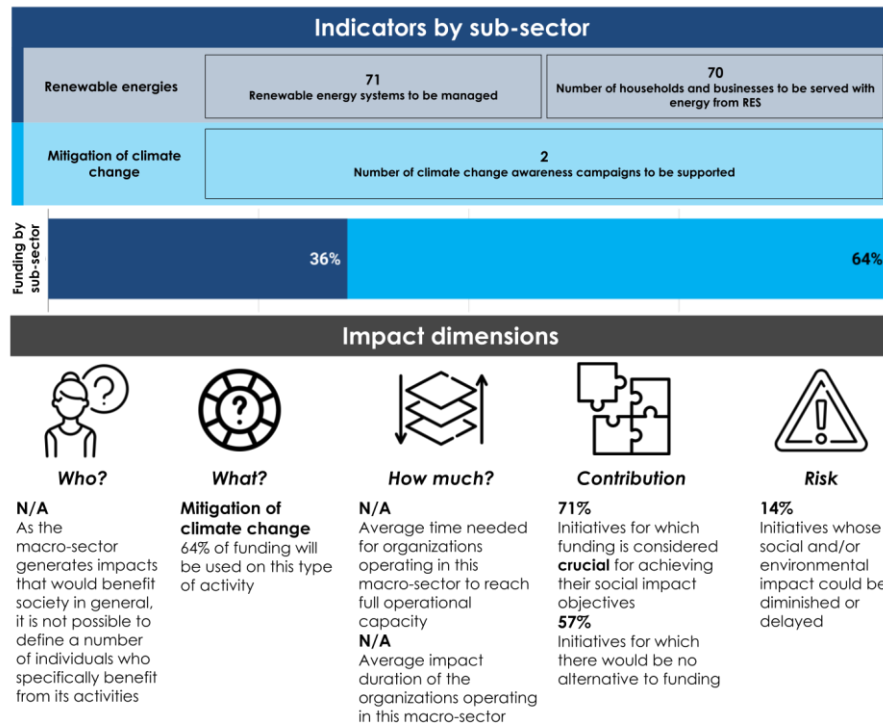 Indicators by sub-sector
Renewable energies
71
Renewable energy systems to be managed
70
Number of households and businesses to be served with
energy from RES
Mitigation of climate
change
2
Number of climate change awareness campaigns to be supported
Funding by
sub-sector
36%
64%
Impact dimensions
?
?
Who?
N/A
As the
macro-sector
generates impacts
that would benefit
society in general,
it is not possible to
define a number
of individuals who
specifically benefit
from its activities
What?
Mitigation of
climate change
64% of funding will
be used on this type
of activity
How much?
N/A
Average time needed
for organizations
operating in this
macro-sector to reach
full operational
capacity
N/A
Average impact
duration of the
organizations operating
in this macro-sector
Contribution
71%
Initiatives for which
funding is considered
crucial for achieving
their social impact
objectives
57%
Initiatives for which
there would be no
alternative to funding
Risk
14%
Initiatives whose
social and/or
environmental
impact could be
diminished or
delayed